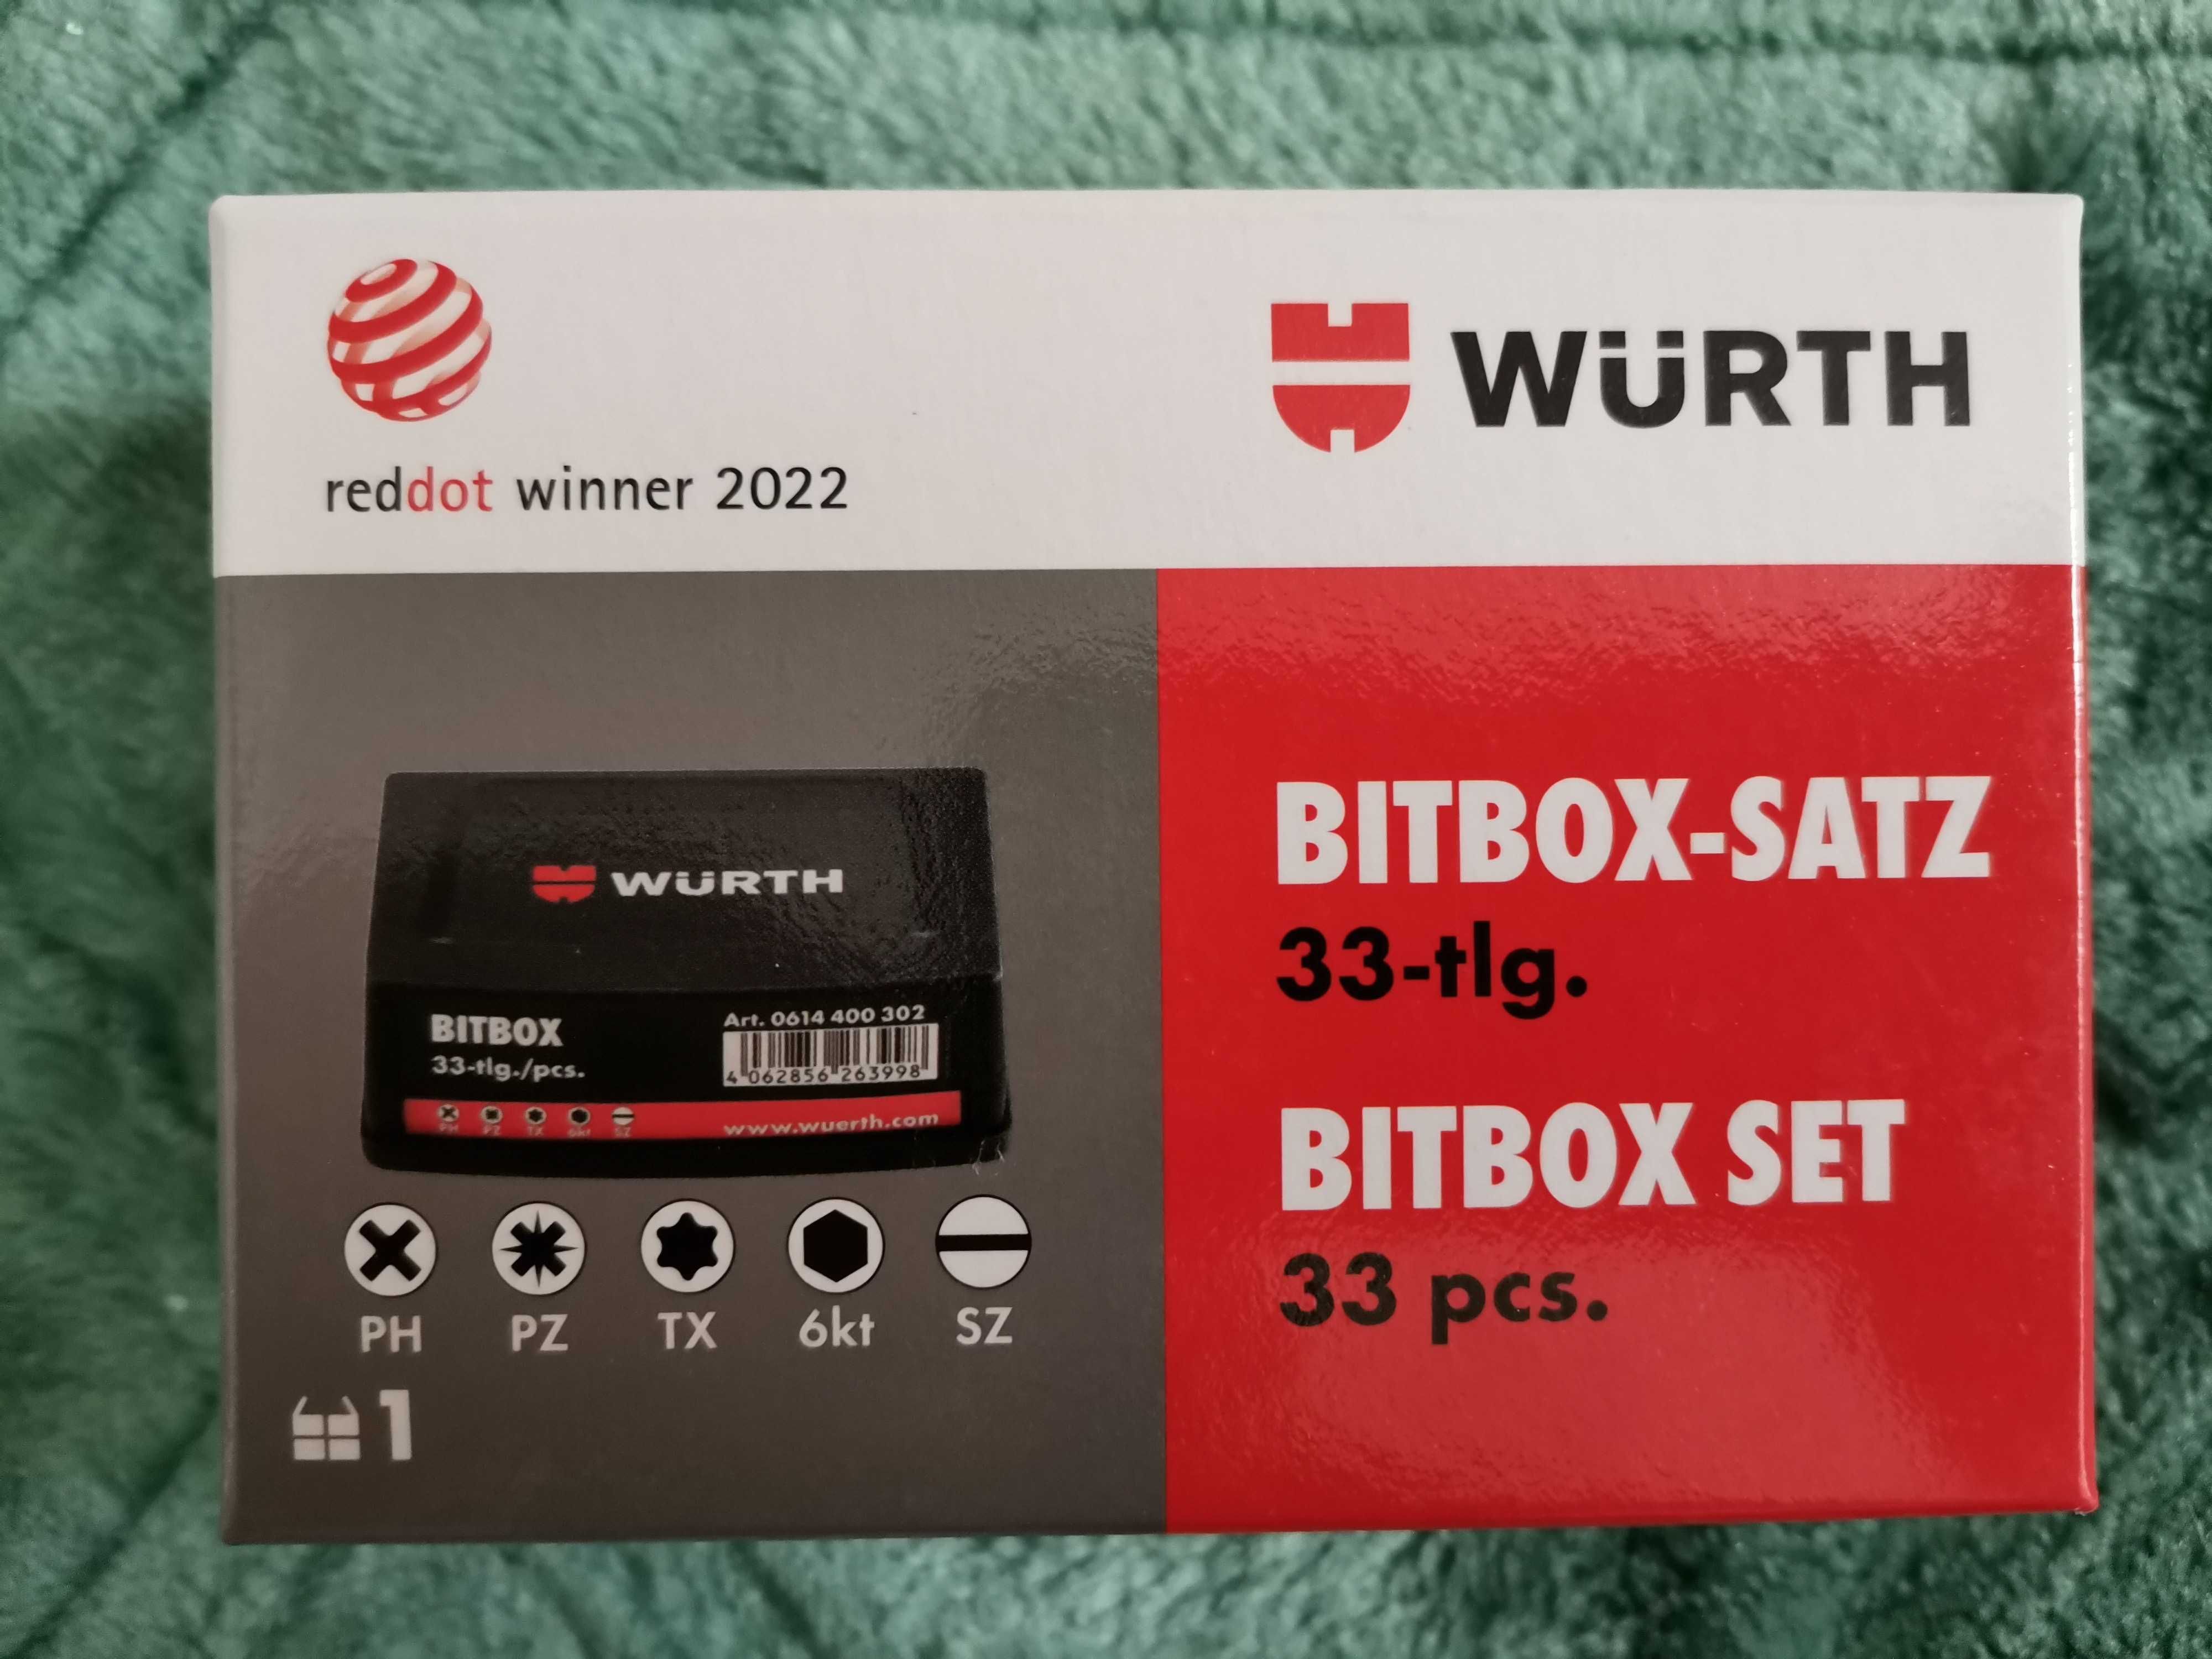 reddot winner 2022
WÜRTH
WÜRTH
BITBOX
33-tlg./pcs.
Art. 0614 400 302
4 062856 263998
PH PZ TX 6kt SZ
www.wuerth.com
PH PZ TX 6kt SZ
1
BITBOX-SATZ
33-tlg.
BITBOX SET
33 pcs.